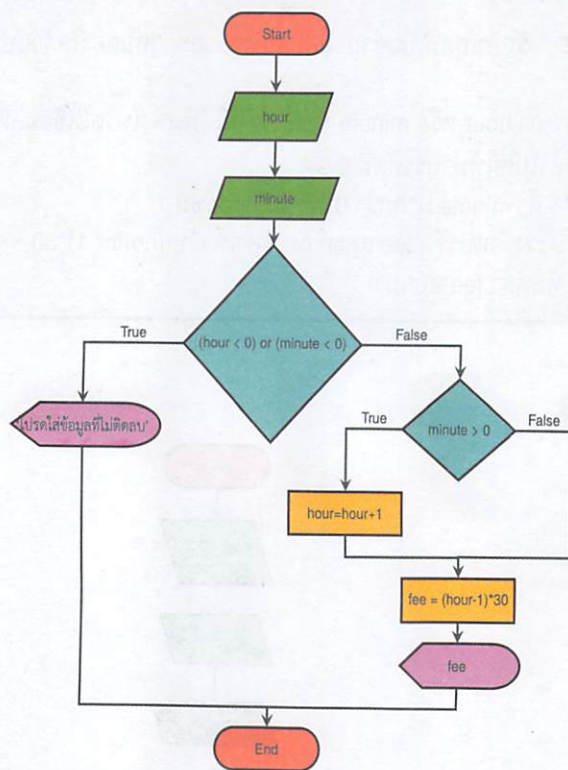 Start
hour
minute
(hour < 0) or (minute < 0)
True
False
'โปรดใส่ข้อมูลที่ไม่ติดลบ'
minute > 0
True
False
hour=hour+1
fee = (hour-1)*30
fee
End